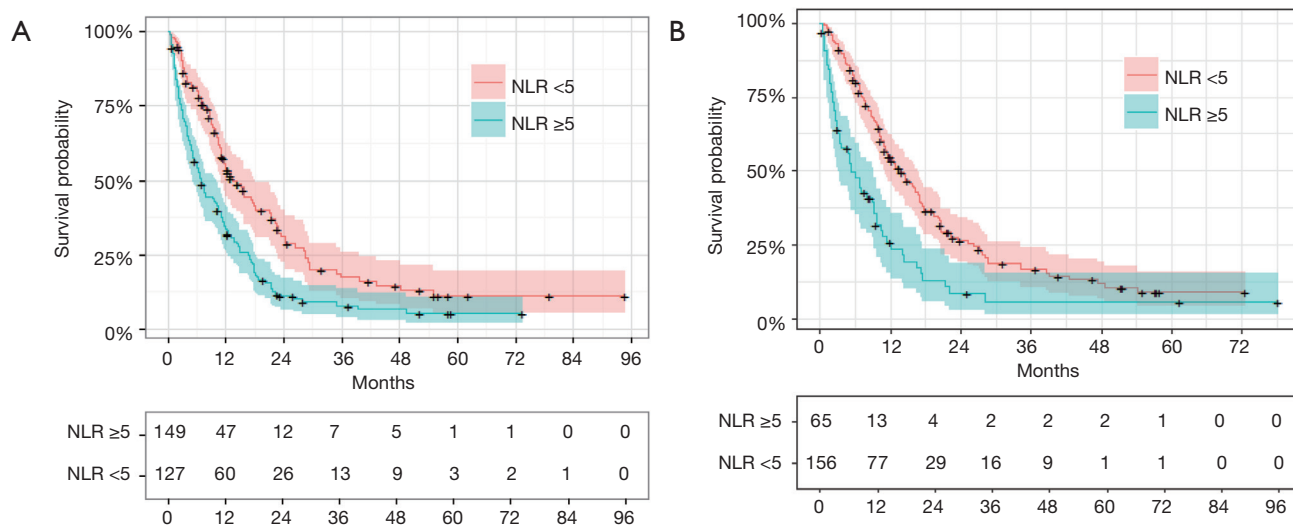 A
Survival probability
100%
75%
50%
25%
0%
NLR <5
NLR ≥5
0 12 24 36 48 60 72 84 96
Months
NLR ≥5 149 47 12 7 5 1 1 0 0
NLR <5 127 60 26 13 9 3 2 1 0
0 12 24 36 48 60 72 84 96
B
Survival probability
100%
75%
50%
25%
0%
NLR <5
NLR ≥5
0 12 24 36 48 60 72
Months
NLR ≥5 65 13 4 2 2 2 1 0 0
NLR <5 156 77 29 16 9 1 1 0 0
0 12 24 36 48 60 72 84 96